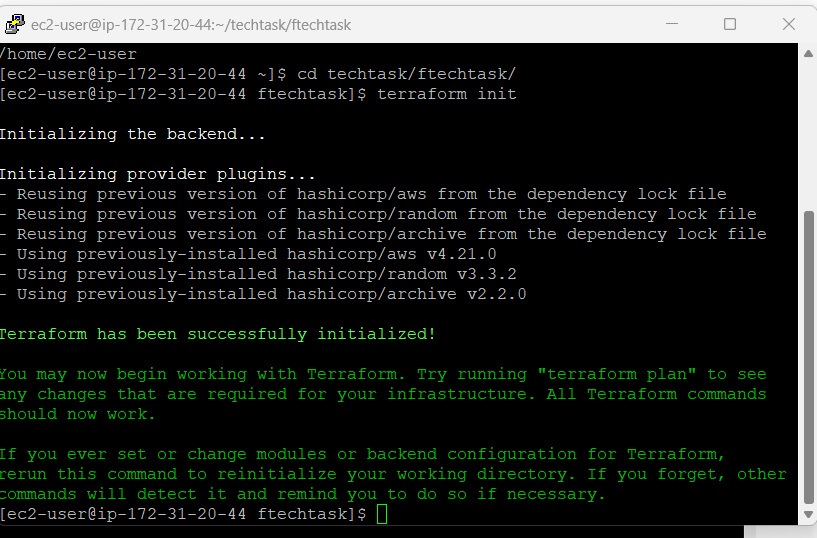 ec2-user@ip-172-31-20-44:~/techtask/ftechtask
/home/ec2-user
[ec2-user@ip-172-31-20-44 ~]$ cd techtask/ftechtask/
[ec2-user@ip-172-31-20-44 ftechtask]$ terraform init
Initializing the backend...
Initializing provider plugins...
- Reusing previous version of hashicorp/aws from the dependency lock file
- Reusing previous version of hashicorp/random from the dependency lock file
- Reusing previous version of hashicorp/archive from the dependency lock file
- Using previously-installed hashicorp/aws v4.21.0
- Using previously-installed hashicorp/random v3.3.2
- Using previously-installed hashicorp/archive v2.2.0
Terraform has been successfully initialized!
You may now begin working with Terraform. Try running "terraform plan" to see
any changes that are required for your infrastructure. All Terraform commands
should now work.
If you ever set or change modules or backend configuration for Terraform,
rerun this command to reinitialize your working directory. If you forget, other
commands will detect it and remind you to do so if necessary.
[ec2-user@ip-172-31-20-44 ftechtask]$